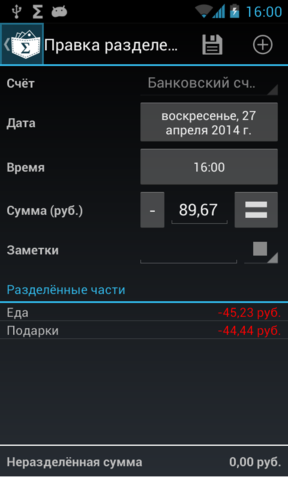 16:00
Правка разделе...
Счёт
Банковский сч..
Дата
воскресенье, 27
апреля 2014 г.
Время
16:00
Сумма (руб.)
- 89,67
Заметки
Разделённые части
Еда -45,23 руб.
Подарки -44,44 руб.
Неразделённая сумма 0,00 руб.